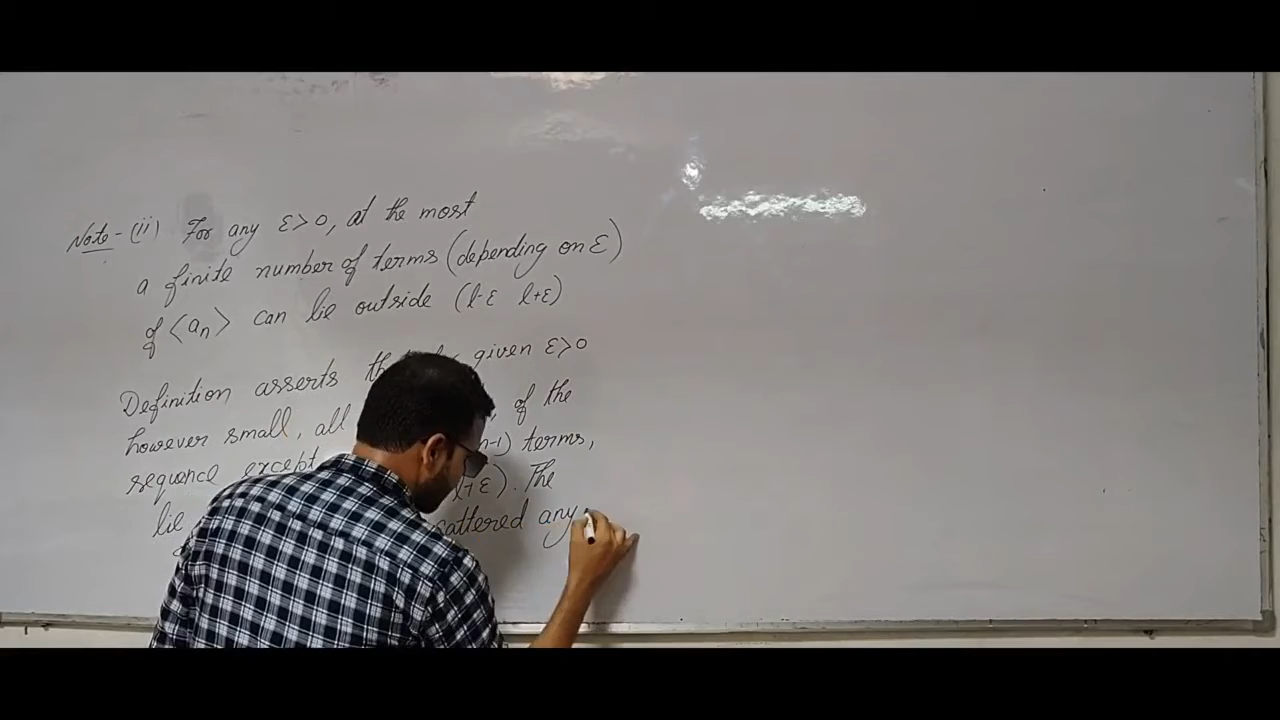 Note - (ii) For any ε>0, at the most
a finite number of terms (depending on ε)
of <aₙ> can lie outside (l-ε l+ε)
Definition asserts given ε>0
however small, all of the
sequence except n-1) terms,
lie l+ε). The
scattered any